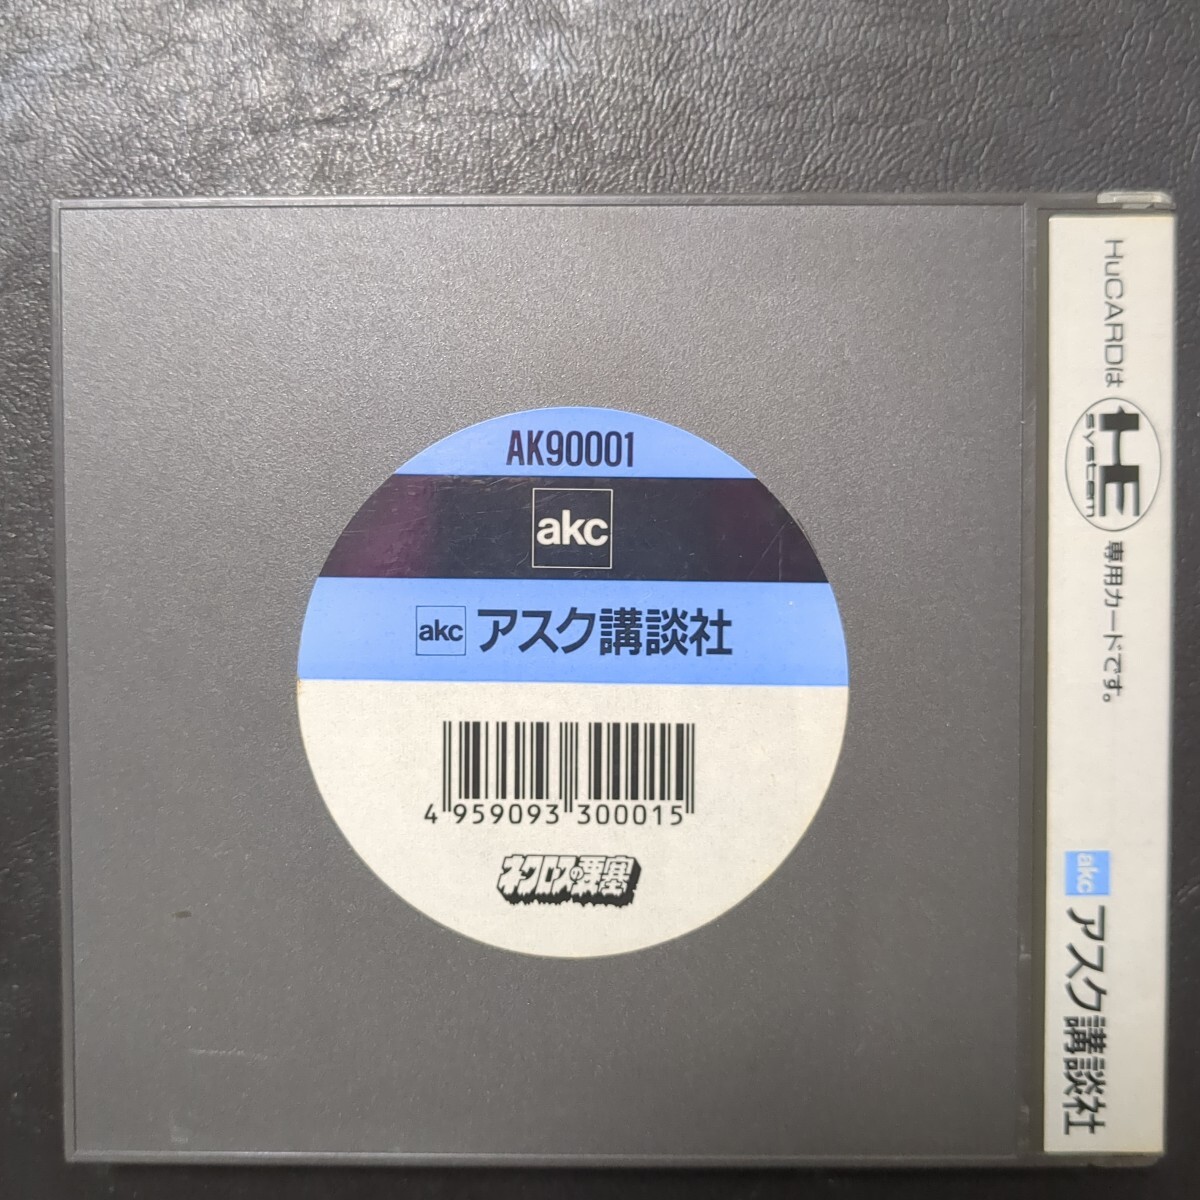 AK90001
akc
akc アスク講談社
4 959093 300015
ネクロスの要塞
HuCARDは HE system 専用カードです。
akc アスク講談社